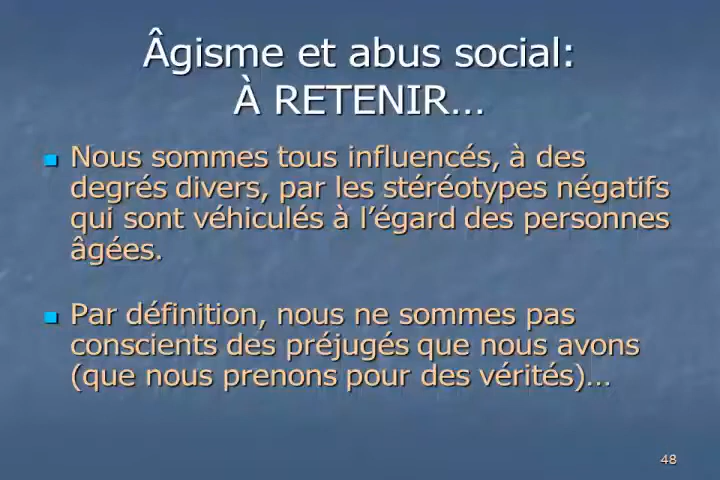 Âgisme et abus social:
À RETENIR...
Nous sommes tous influencés, à des
degrés divers, par les stéréotypes négatifs
qui sont véhiculés à l'égard des personnes
âgées.
Par définition, nous ne sommes pas
conscients des préjugés que nous avons
(que nous prenons pour des vérités)...
48